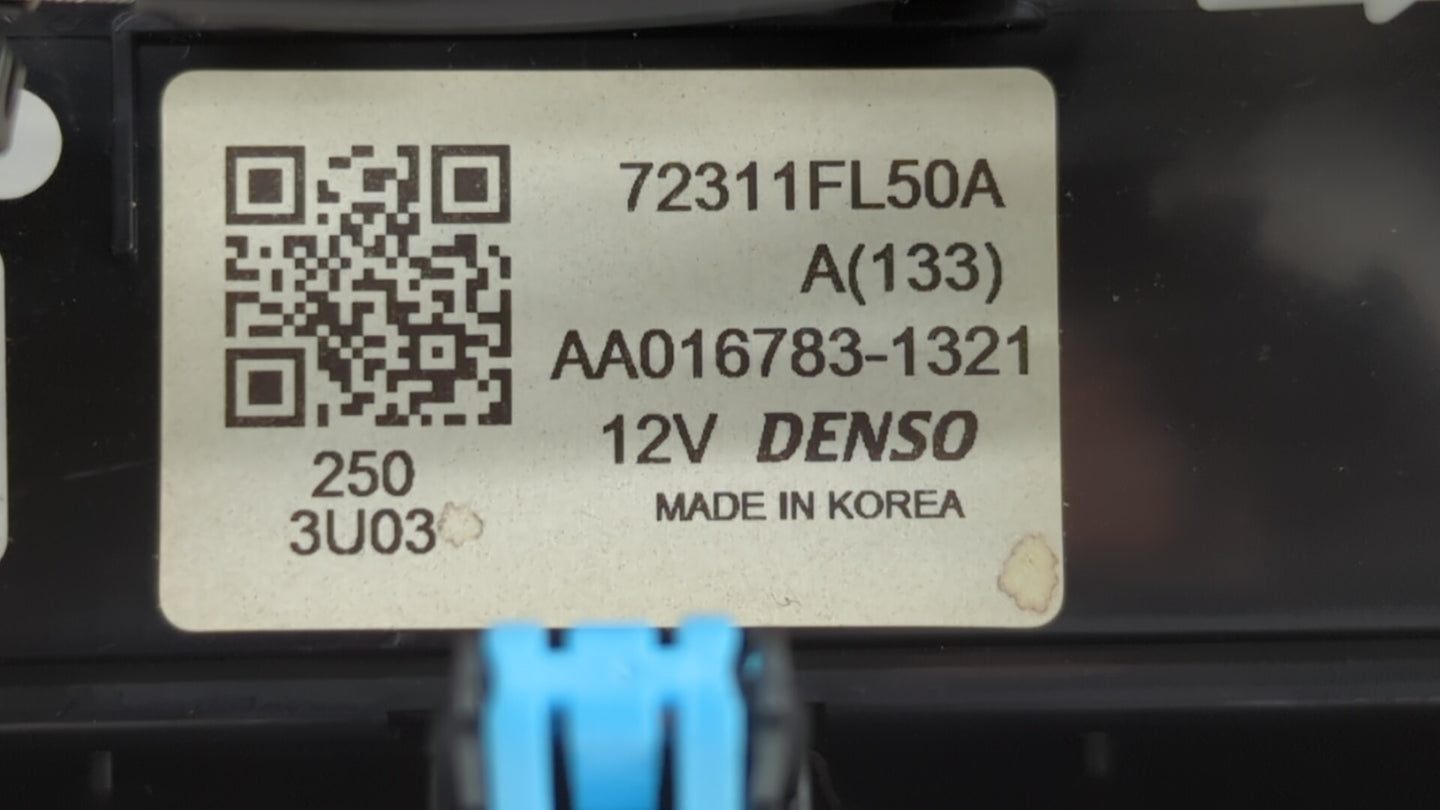 72311FL50A
A(133)
AA016783-1321
12V DENSO
MADE IN KOREA
250
3U03